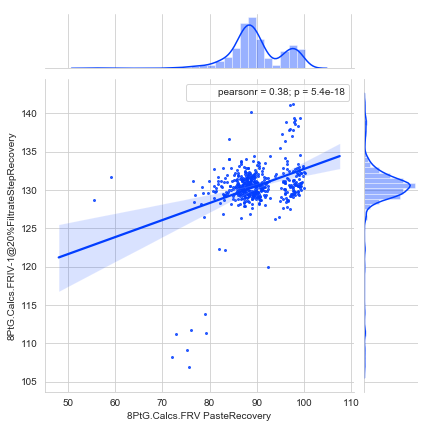 pearsonr = 0.38; p = 5.4e-18
8PtG.Calcs.FRIV-1@20%FiltrateStepRecovery
140
135
130
125
120
115
110
105
50 60 70 80 90 100 110
8PtG.Calcs.FRV PasteRecovery